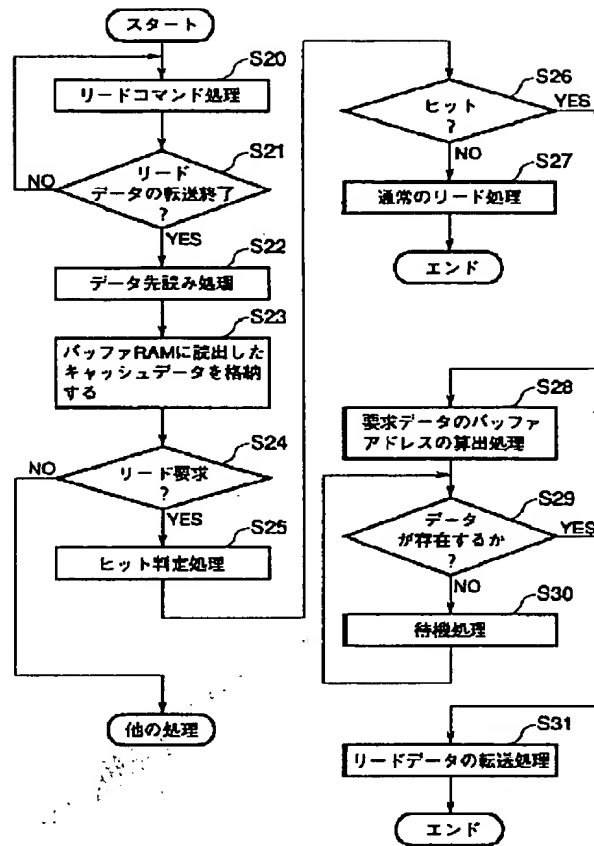 スタート
S20
リードコマンド処理
S21
リード
データの転送終了
?
NO
YES
S22
データ先読み処理
S23
バッファRAMに読出した
キャッシュデータを格納
する
S24
リード要求
?
NO
YES
S25
ヒット判定処理
他の処理
S26
ヒット
?
YES
NO
S27
通常のリード処理
エンド
S28
要求データのバッファ
アドレスの算出処理
S29
データ
が存在するか
?
YES
NO
S30
待機処理
S31
リードデータの転送処理
エンド